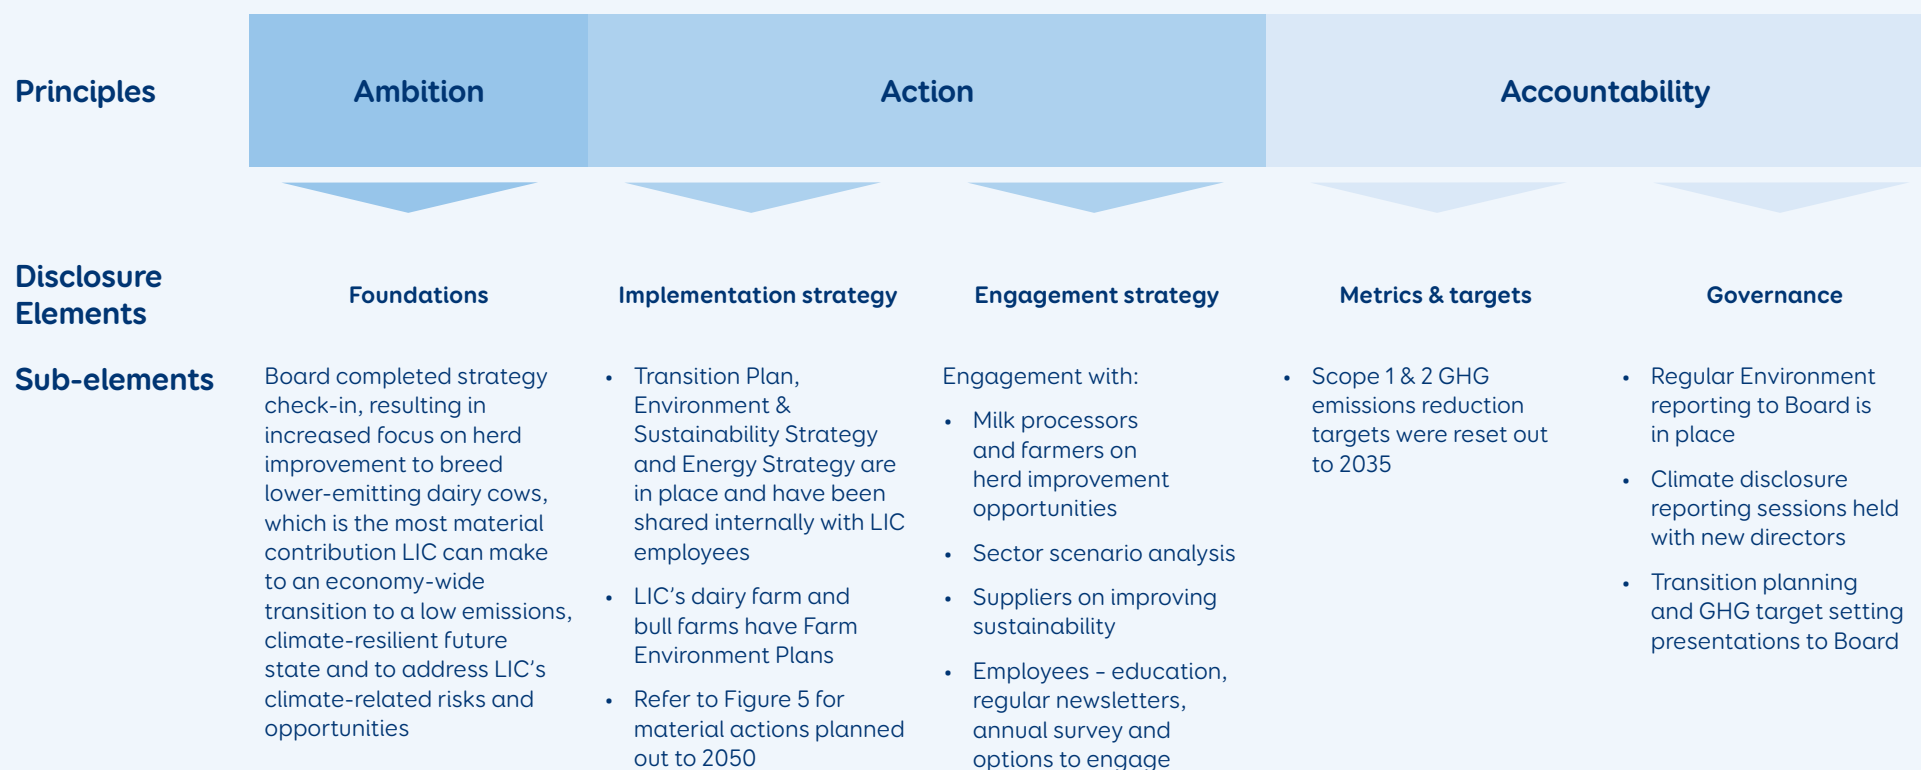 Principles
Ambition
Action
Accountability
Disclosure
Elements
Foundations
Implementation strategy
Engagement strategy
Metrics & targets
Governance
Sub-elements
Board completed strategy
check-in, resulting in
increased focus on herd
improvement to breed
lower-emitting dairy cows,
which is the most material
contribution LIC can make
to an economy-wide
transition to a low emissions,
climate-resilient future
state and to address LIC's
climate-related risks and
opportunities
• Transition Plan,
Environment &
Sustainability Strategy
and Energy Strategy are
in place and have been
shared internally with LIC
employees
• LIC's dairy farm and
bull farms have Farm
Environment Plans
• Refer to Figure 5 for
material actions planned
out to 2050
Engagement with:
• Milk processors
and farmers on
herd improvement
opportunities
• Sector scenario analysis
• Suppliers on improving
sustainability
• Employees – education,
regular newsletters,
annual survey and
options to engage
• Scope 1 & 2 GHG
emissions reduction
targets were reset out
to 2035
• Regular Environment
reporting to Board is
in place
• Climate disclosure
reporting sessions held
with new directors
• Transition planning
and GHG target setting
presentations to Board